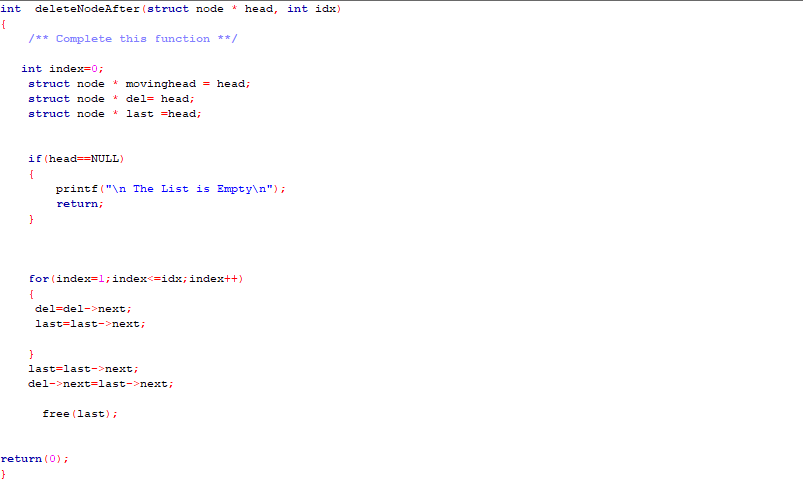 int  deleteNodeAfter(struct node * head, int idx)
{
    /** Complete this function **/
   int index=0;
    struct node * movinghead = head;
    struct node * del= head;
    struct node * last =head;
    if(head==NULL)
    {
        printf("\n The List is Empty\n");
        return;
    }
    for(index=1;index<=idx;index++)
    {
     del=del->next;
     last=last->next;
    }
    last=last->next;
    del->next=last->next;
      free(last);
return(0);
}